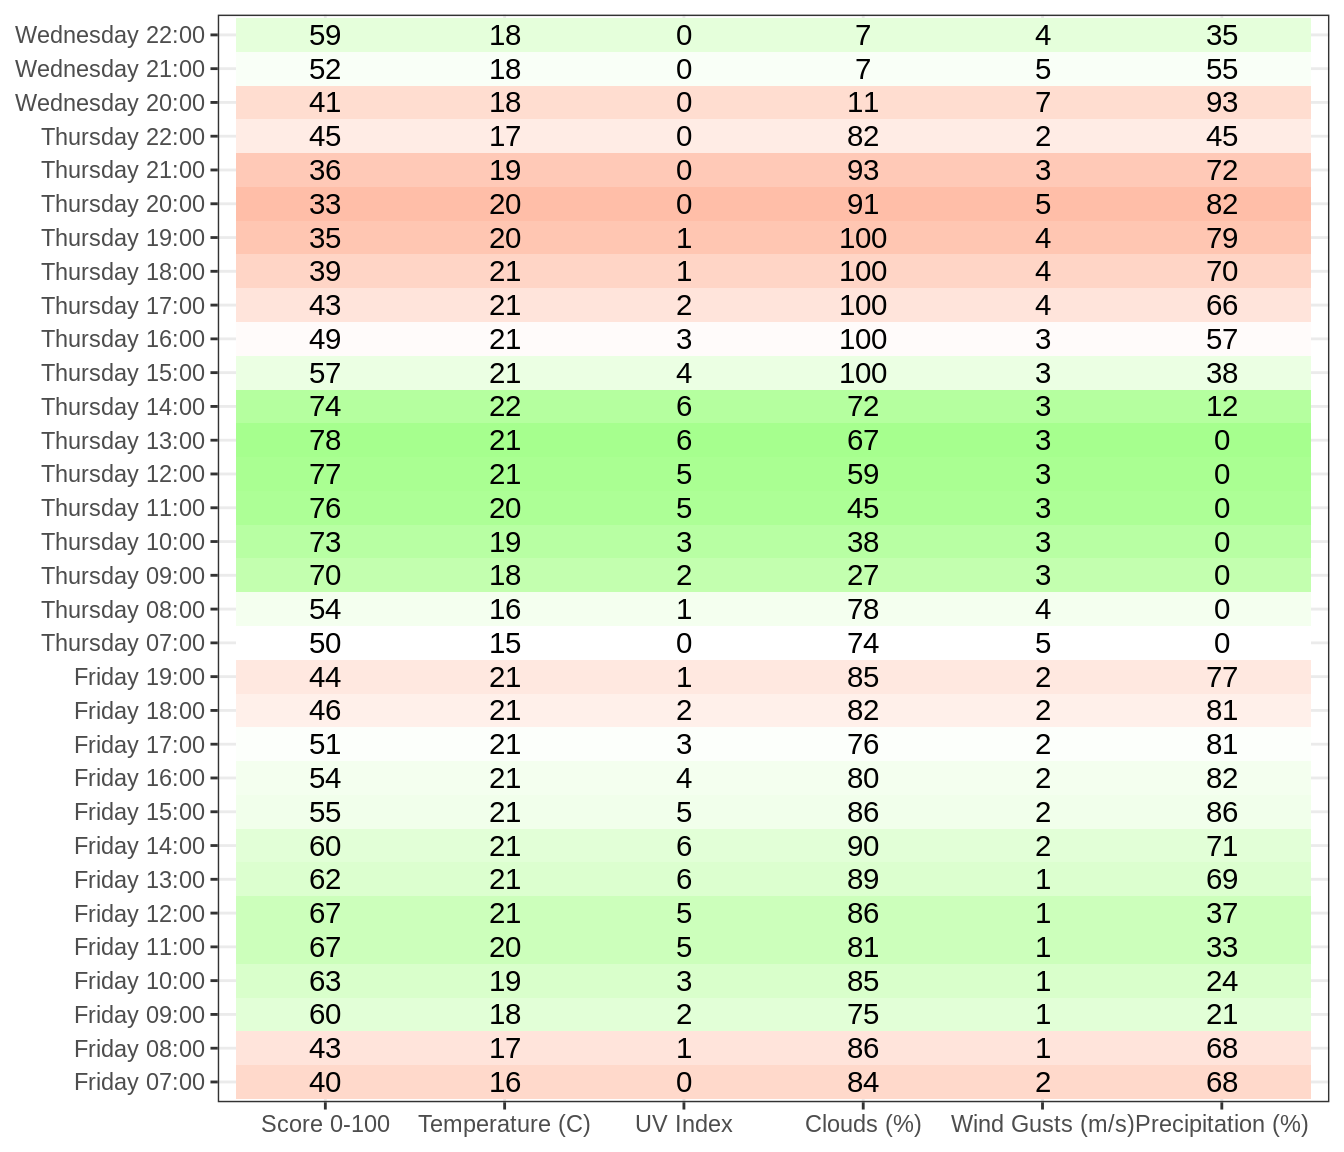 Wednesday 22:00 59 18 0 7 4 35
Wednesday 21:00 52 18 0 7 5 55
Wednesday 20:00 41 18 0 11 7 93
Thursday 22:00 45 17 0 82 2 45
Thursday 21:00 36 19 0 93 3 72
Thursday 20:00 33 20 0 91 5 82
Thursday 19:00 35 20 1 100 4 79
Thursday 18:00 39 21 1 100 4 70
Thursday 17:00 43 21 2 100 4 66
Thursday 16:00 49 21 3 100 3 57
Thursday 15:00 57 21 4 100 3 38
Thursday 14:00 74 22 6 72 3 12
Thursday 13:00 78 21 6 67 3 0
Thursday 12:00 77 21 5 59 3 0
Thursday 11:00 76 20 5 45 3 0
Thursday 10:00 73 19 3 38 3 0
Thursday 09:00 70 18 2 27 3 0
Thursday 08:00 54 16 1 78 4 0
Thursday 07:00 50 15 0 74 5 0
Friday 19:00 44 21 1 85 2 77
Friday 18:00 46 21 2 82 2 81
Friday 17:00 51 21 3 76 2 81
Friday 16:00 54 21 4 80 2 82
Friday 15:00 55 21 5 86 2 86
Friday 14:00 60 21 6 90 2 71
Friday 13:00 62 21 6 89 1 69
Friday 12:00 67 21 5 86 1 37
Friday 11:00 67 20 5 81 1 33
Friday 10:00 63 19 3 85 1 24
Friday 09:00 60 18 2 75 1 21
Friday 08:00 43 17 1 86 1 68
Friday 07:00 40 16 0 84 2 68
Score 0-100 Temperature (C) UV Index Clouds (%) Wind Gusts (m/s) Precipitation (%)